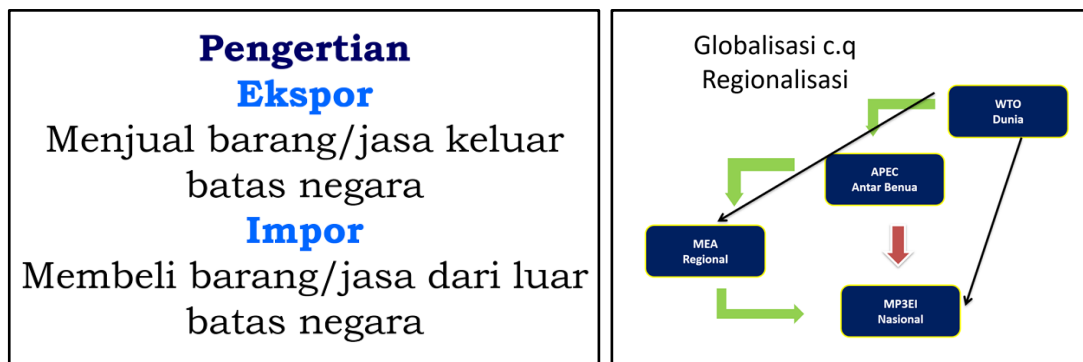 Pengertian
Ekspor
Menjual barang/jasa keluar
batas negara
Impor
Membeli barang/jasa dari luar
batas negara
Globalisasi c.q
Regionalisasi
WTO
Dunia
APEC
Antar Benua
MEA
Regional
MP3EI
Nasional